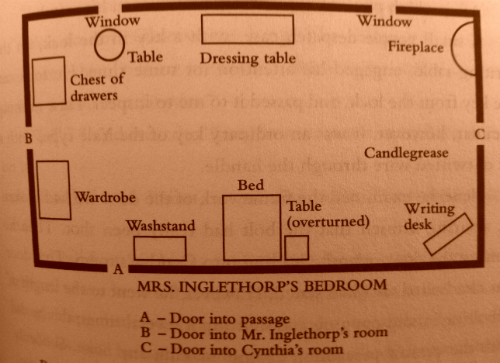 Window
Window
Table
Dressing table
Fireplace
Chest of
drawers
B
C
Candlegrease
Wardrobe
Bed
Table
(overturned)
Washstand
Writing
desk
A
MRS. INGLETHORP'S BEDROOM
A – Door into passage
B – Door into Mr. Inglethorp's room
C – Door into Cynthia's room